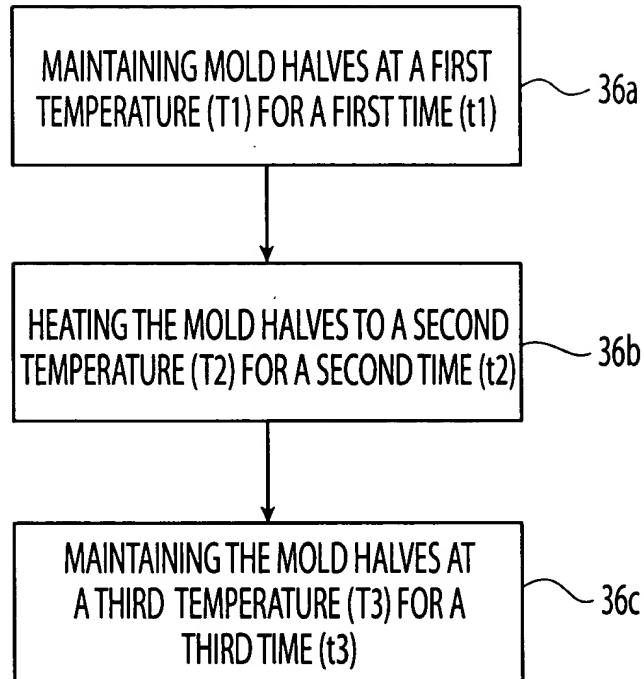 MAINTAINING MOLD HALVES AT A FIRST
TEMPERATURE (T1) FOR A FIRST TIME (t1)
36a
HEATING THE MOLD HALVES TO A SECOND
TEMPERATURE (T2) FOR A SECOND TIME (t2)
36b
MAINTAINING THE MOLD HALVES AT
A THIRD TEMPERATURE (T3) FOR A
THIRD TIME (t3)
36c